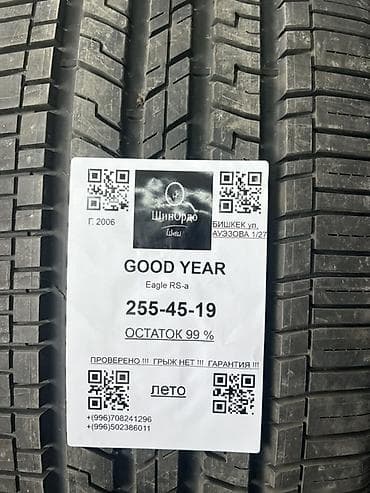 Г. 2006
ШинОрдо
Шеш
БИШКЕК ул.
АУЭЗОВА 1/27
GOOD YEAR
Eagle RS-a
255-45-19
ОСТАТОК 99 %
ПРОВЕРЕНО !!! ГРЫЖ НЕТ !!! ГАРАНТИЯ !!!
лето
+(996)708241296
+(996)502386011